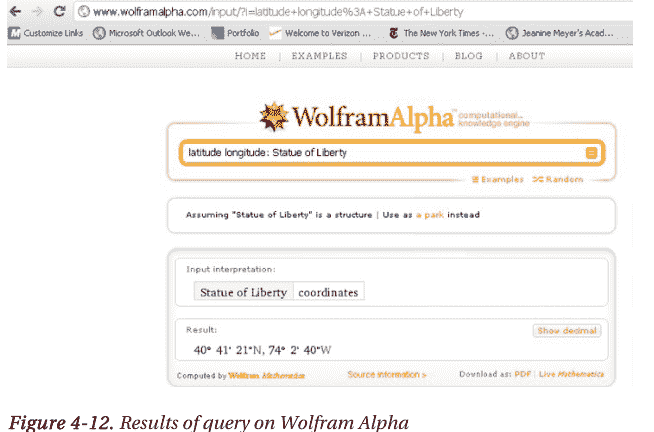 www.wolframalpha.com/input/?i=latitude+longitude%3A+Statue+of+Liberty
Customize Links Microsoft Outlook We... Portfolio Welcome to Verizon ... The New York Times -... Jeanine Meyer's Acad...
HOME | EXAMPLES | PRODUCTS | BLOG | ABOUT
WolframAlpha computational... knowledge engine
latitude longitude: Statue of Liberty
Examples Random
Assuming "Statue of Liberty" is a structure | Use as a park instead
Input interpretation:
Statue of Liberty coordinates
Result:
Show decimal
40° 41' 21"N, 74° 2' 40"W
Computed by Wolfram Mathematica Source information » Download as: PDF | Live Mathematica
Figure 4-12. Results of query on Wolfram Alpha